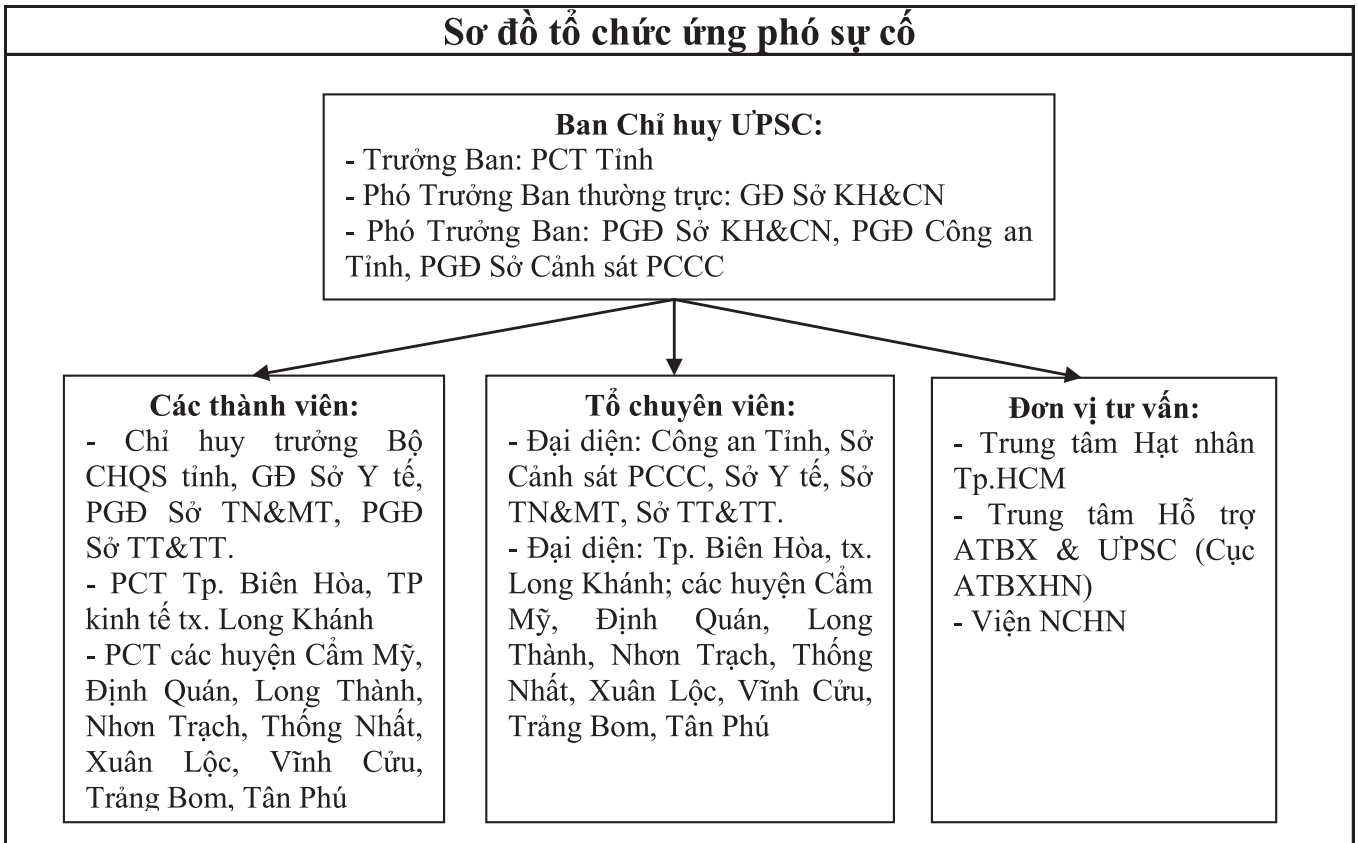 Sơ đồ tổ chức ứng phó sự cố
Ban Chỉ huy ƯPSC:
- Trưởng Ban: PCT Tỉnh
- Phó Trưởng Ban thường trực: GĐ Sở KH&CN
- Phó Trưởng Ban: PGĐ Sở KH&CN, PGĐ Công an
Tỉnh, PGĐ Sở Cảnh sát PCCC
Các thành viên:
- Chỉ huy trưởng Bộ
CHQS tỉnh, GĐ Sở Y tế,
PGĐ Sở TN&MT, PGĐ
Sở TT&TT.
- PCT Tp. Biên Hòa, TP
kinh tế tx. Long Khánh
- PCT các huyện Cẩm Mỹ,
Định Quán, Long Thành,
Nhơn Trạch, Thống Nhất,
Xuân Lộc, Vĩnh Cửu,
Trảng Bom, Tân Phú
Tổ chuyên viên:
- Đại diện: Công an Tỉnh, Sở
Cảnh sát PCCC, Sở Y tế, Sở
TN&MT, Sở TT&TT.
- Đại diện: Tp. Biên Hòa, tx.
Long Khánh; các huyện Cẩm
Mỹ, Định Quán, Long
Thành, Nhơn Trạch, Thống
Nhất, Xuân Lộc, Vĩnh Cửu,
Trảng Bom, Tân Phú
Đơn vị tư vấn:
- Trung tâm Hạt nhân
Tp.HCM
- Trung tâm Hỗ trợ
ATBX & ƯPSC (Cục
ATBXHN)
- Viện NCHN